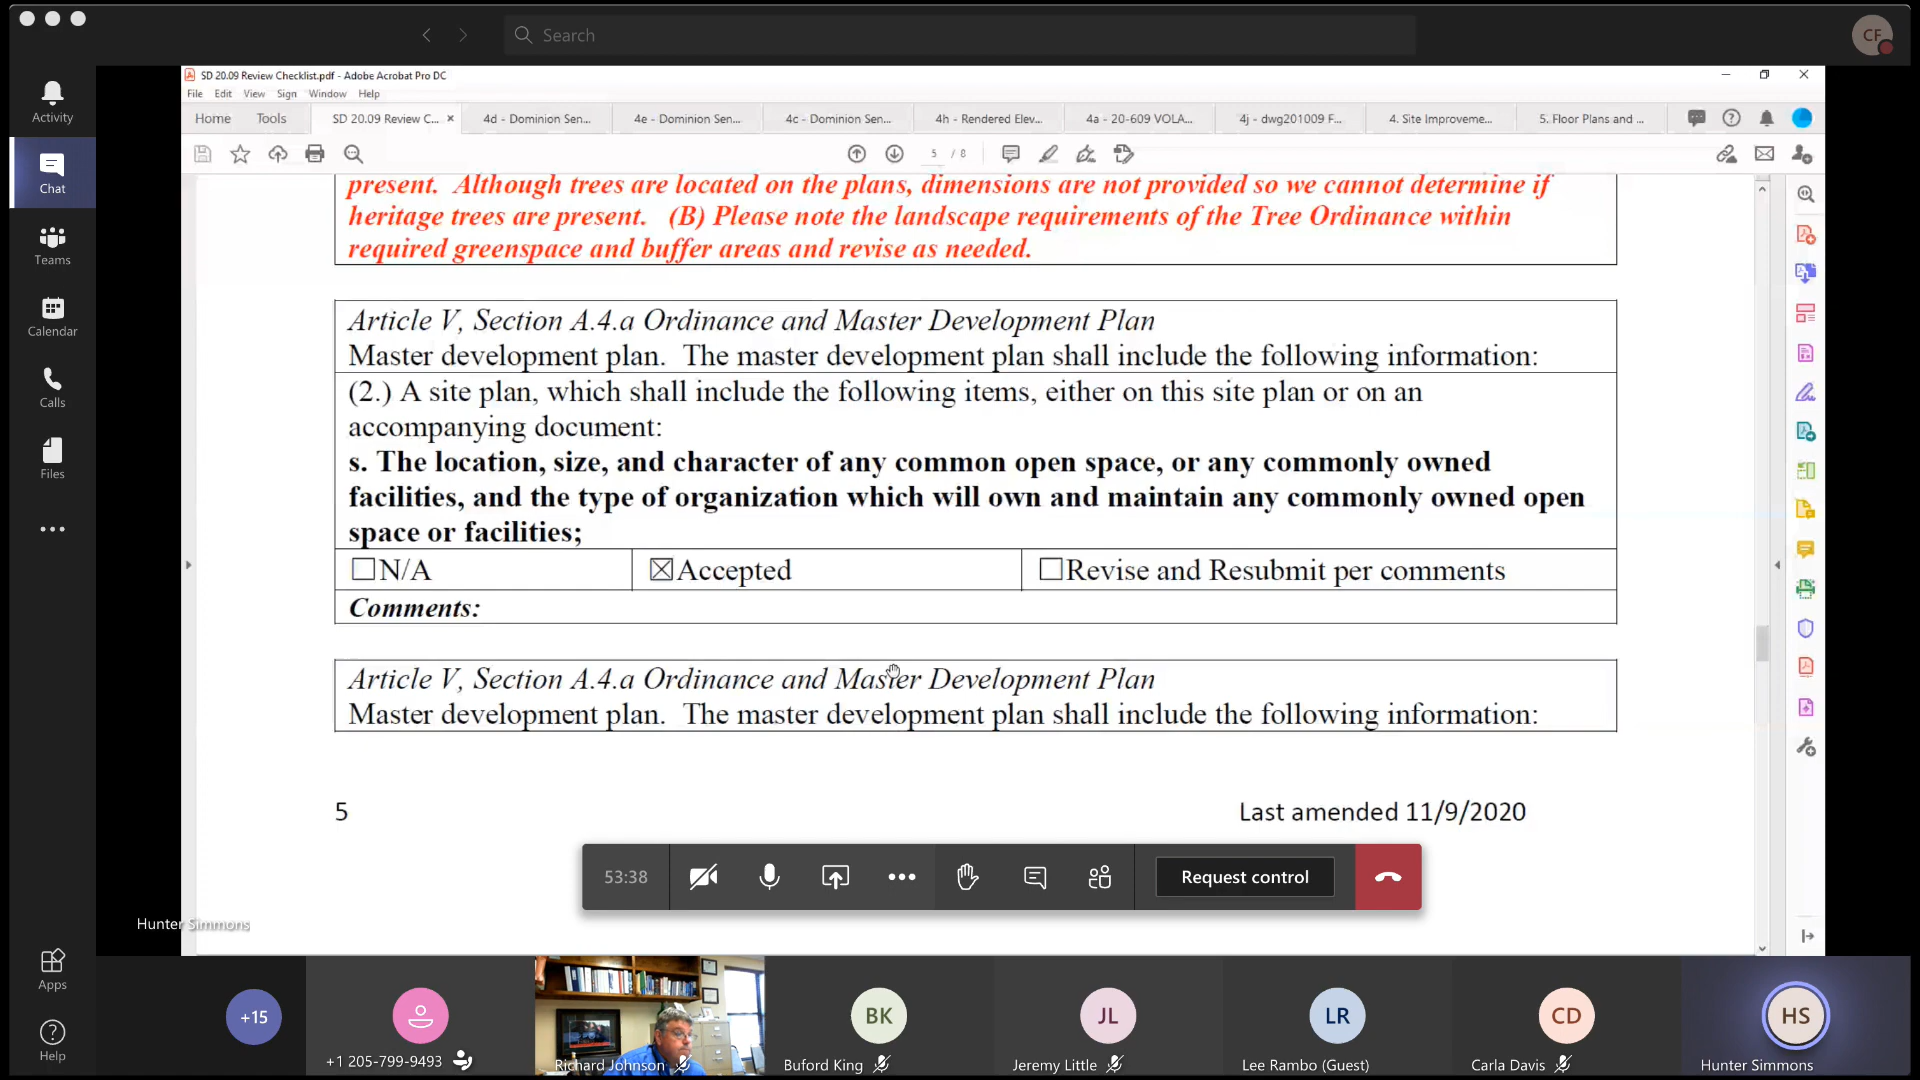 Search
CF
SD 20.09 Review Checklist.pdf - Adobe Acrobat Pro DC
File Edit View Sign Window Help
Home Tools SD 20.09 Review C... × 4d - Dominion Sen... 4e - Dominion Sen... 4c - Dominion Sen... 4h - Rendered Elev... 4a - 20-609 VOLA... 4j - dwg201009 F... 4. Site Improveme... 5. Floor Plans and ...
5 / 8
Activity
Chat
Teams
Calendar
Calls
Files
Apps
Help
present. Although trees are located on the plans, dimensions are not provided so we cannot determine if
heritage trees are present. (B) Please note the landscape requirements of the Tree Ordinance within
required greenspace and buffer areas and revise as needed.
Article V, Section A.4.a Ordinance and Master Development Plan
Master development plan. The master development plan shall include the following information:
(2.) A site plan, which shall include the following items, either on this site plan or on an
accompanying document:
s. The location, size, and character of any common open space, or any commonly owned
facilities, and the type of organization which will own and maintain any commonly owned open
space or facilities;
☐N/A ☒Accepted ☐Revise and Resubmit per comments
Comments:
Article V, Section A.4.a Ordinance and Master Development Plan
Master development plan. The master development plan shall include the following information:
5 Last amended 11/9/2020
53:38 Request control
Hunter Simmons
+15 BK JL LR CD HS
+1 205-799-9493 Richard Johnson Buford King Jeremy Little Lee Rambo (Guest) Carla Davis Hunter Simmons